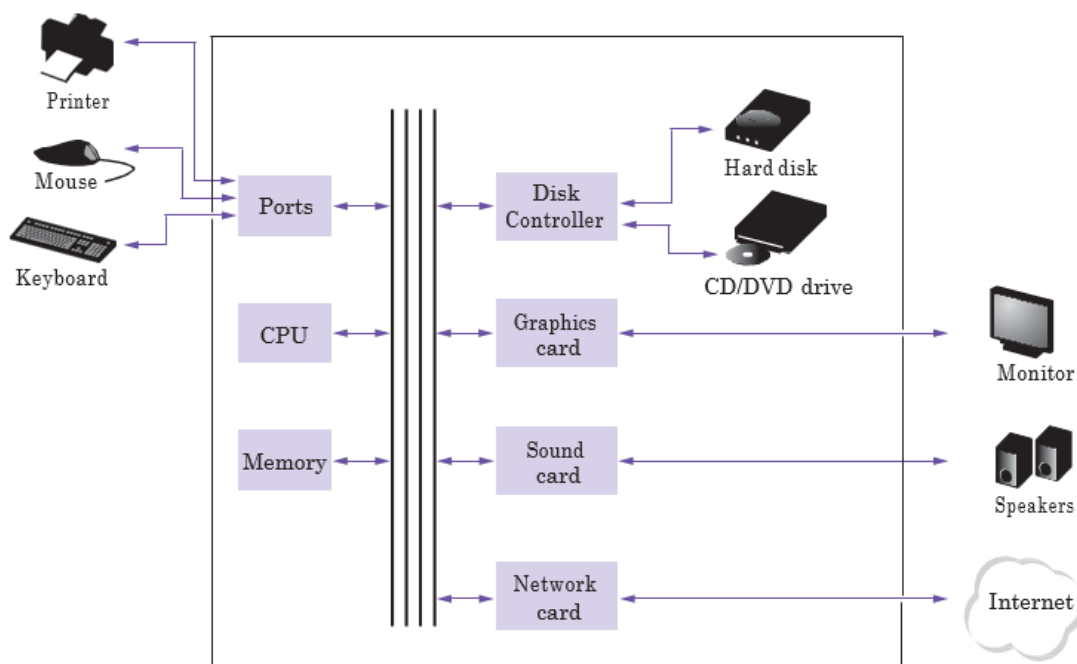 Printer
Mouse
Keyboard
Ports
CPU
Memory
Disk
Controller
Hard disk
CD/DVD drive
Graphics
card
Monitor
Sound
card
Speakers
Network
card
Internet